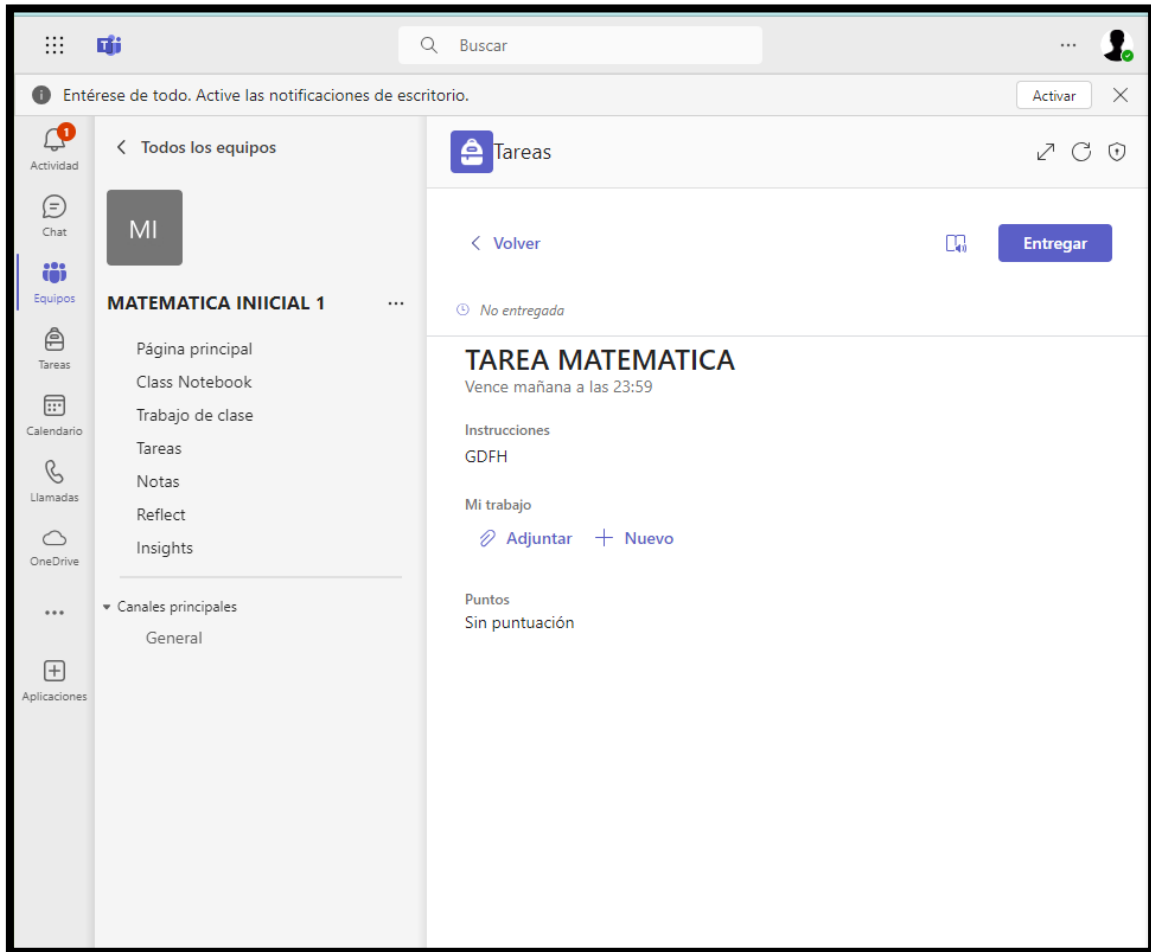 Buscar
Entérese de todo. Active las notificaciones de escritorio.
Activar
1
Actividad
Chat
Equipos
Tareas
Calendario
Llamadas
OneDrive
Aplicaciones
Todos los equipos
MI
MATEMATICA INIICIAL 1
Página principal
Class Notebook
Trabajo de clase
Tareas
Notas
Reflect
Insights
Canales principales
General
Tareas
Volver
Entregar
No entregada
TAREA MATEMATICA
Vence mañana a las 23:59
Instrucciones
GDFH
Mi trabajo
Adjuntar
Nuevo
Puntos
Sin puntuación